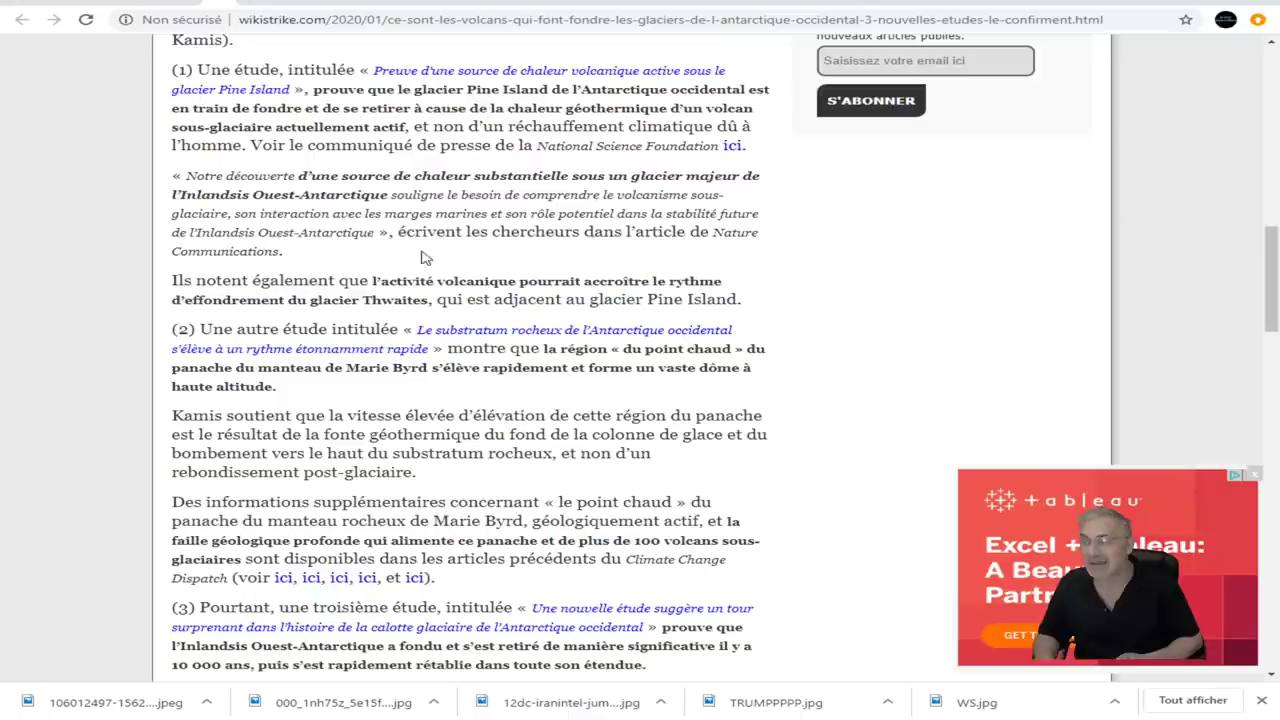 Non sécurisé | wikistrike.com/2020/01/ce-sont-les-volcans-qui-font-fondre-les-glaciers-de-l-antarctique-occidental-3-nouvelles-etudes-le-confirment.html
Kamis).
(1) Une étude, intitulée « Preuve d'une source de chaleur volcanique active sous le
glacier Pine Island », prouve que le glacier Pine Island de l'Antarctique occidental est
en train de fondre et de se retirer à cause de la chaleur géothermique d'un volcan
sous-glaciaire actuellement actif, et non d'un réchauffement climatique dû à
l'homme. Voir le communiqué de presse de la National Science Foundation ici.
« Notre découverte d'une source de chaleur substantielle sous un glacier majeur de
l'Inlandsis Ouest-Antarctique souligne le besoin de comprendre le volcanisme sous-
glaciaire, son interaction avec les marges marines et son rôle potentiel dans la stabilité future
de l'Inlandsis Ouest-Antarctique », écrivent les chercheurs dans l'article de Nature
Communications.
Ils notent également que l'activité volcanique pourrait accroître le rythme
d'effondrement du glacier Thwaites, qui est adjacent au glacier Pine Island.
(2) Une autre étude intitulée « Le substratum rocheux de l'Antarctique occidental
s'élève à un rythme étonnamment rapide » montre que la région « du point chaud » du
panache du manteau de Marie Byrd s'élève rapidement et forme un vaste dôme à
haute altitude.
Kamis soutient que la vitesse élevée d'élévation de cette région du panache
est le résultat de la fonte géothermique du fond de la colonne de glace et du
bombement vers le haut du substratum rocheux, et non d'un
rebondissement post-glaciaire.
Des informations supplémentaires concernant « le point chaud » du
panache du manteau rocheux de Marie Byrd, géologiquement actif, et la
faille géologique profonde qui alimente ce panache et de plus de 100 volcans sous-
glaciaires sont disponibles dans les articles précédents du Climate Change
Dispatch (voir ici, ici, ici, ici, et ici).
(3) Pourtant, une troisième étude, intitulée « Une nouvelle étude suggère un tour
surprenant dans l'histoire de la calotte glaciaire de l'Antarctique occidental » prouve que
l'Inlandsis Ouest-Antarctique a fondu et s'est retiré de manière significative il y a
10 000 ans, puis s'est rapidement rétablie dans toute son étendue.
nouveaux articles publiés.
Saisissez votre email ici
S'ABONNER
+ a b l e a u
Excel + leau:
A Beau
Partn
GET T
106012497-1562....jpeg
000_1nh75z_5e15f....jpg
12dc-iranintel-jum....jpg
TRUMPPPPP.jpg
WS.jpg
Tout afficher